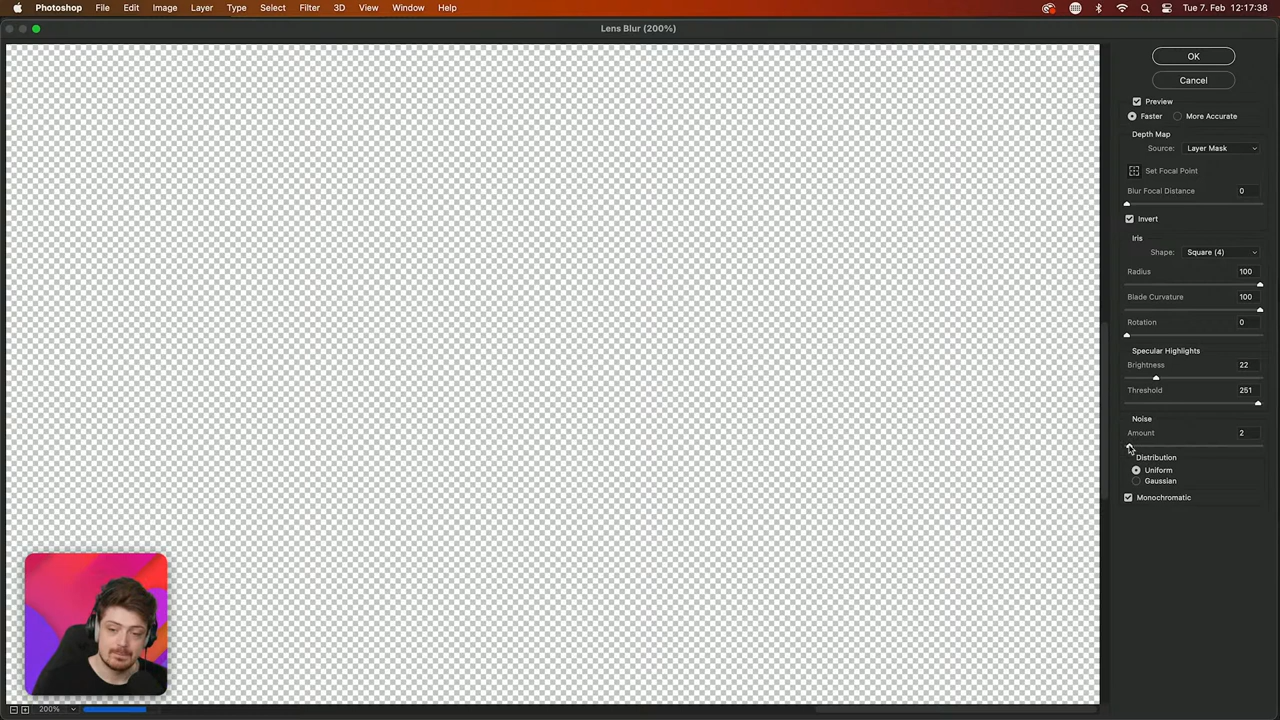 Photoshop File Edit Image Layer Type Select Filter 3D View Window Help Tue 7. Feb 12:17:38
Lens Blur (200%)
OK
Cancel
Preview
Faster More Accurate
Depth Map
Source: Layer Mask
Set Focal Point
Blur Focal Distance 0
Invert
Iris
Shape: Square (4)
Radius 100
Blade Curvature 100
Rotation 0
Specular Highlights
Brightness 22
Threshold 251
Noise
Amount 2
Distribution
Uniform
Gaussian
Monochromatic
200%